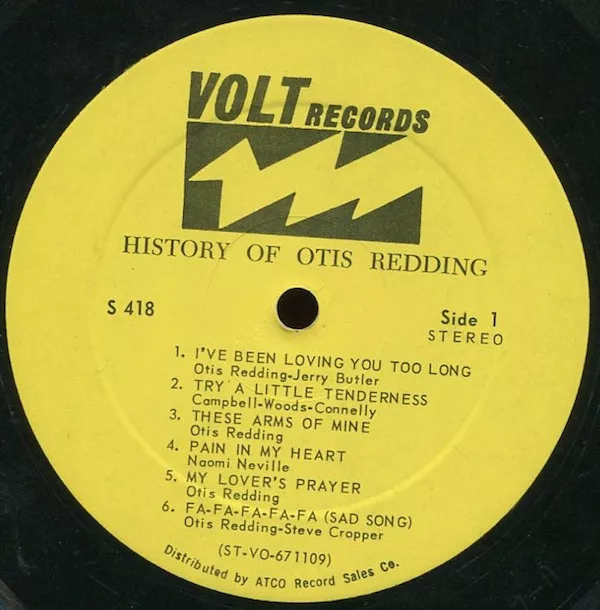 VOLT RECORDS
HISTORY OF OTIS REDDING
S 418
Side 1
STEREO
1. I'VE BEEN LOVING YOU TOO LONG
Otis Redding-Jerry Butler
2. TRY A LITTLE TENDERNESS
Campbell-Woods-Connelly
3. THESE ARMS OF MINE
Otis Redding
4. PAIN IN MY HEART
Naomi Neville
5. MY LOVER'S PRAYER
Otis Redding
6. FA-FA-FA-FA-FA (SAD SONG)
Otis Redding-Steve Cropper
(ST-VO-671109)
Distributed by ATCO Record Sales Co.